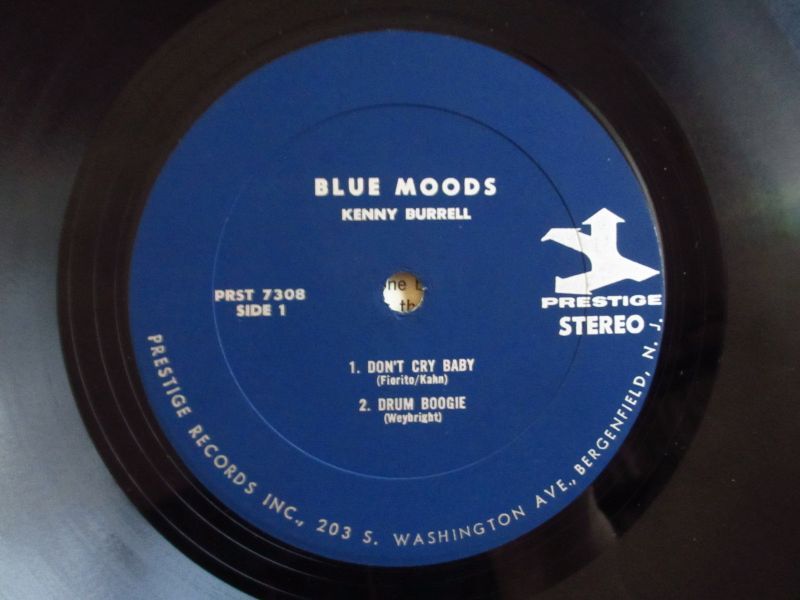 BLUE MOODS
KENNY BURRELL
PRESTIGE
STEREO
PRST 7308
SIDE 1
1. DON'T CRY BABY
(Fiorito/Kahn)
2. DRUM BOOGIE
(Weybright)
PRESTIGE RECORDS INC., 203 S. WASHINGTON AVE., BERGENFIELD, N. J.